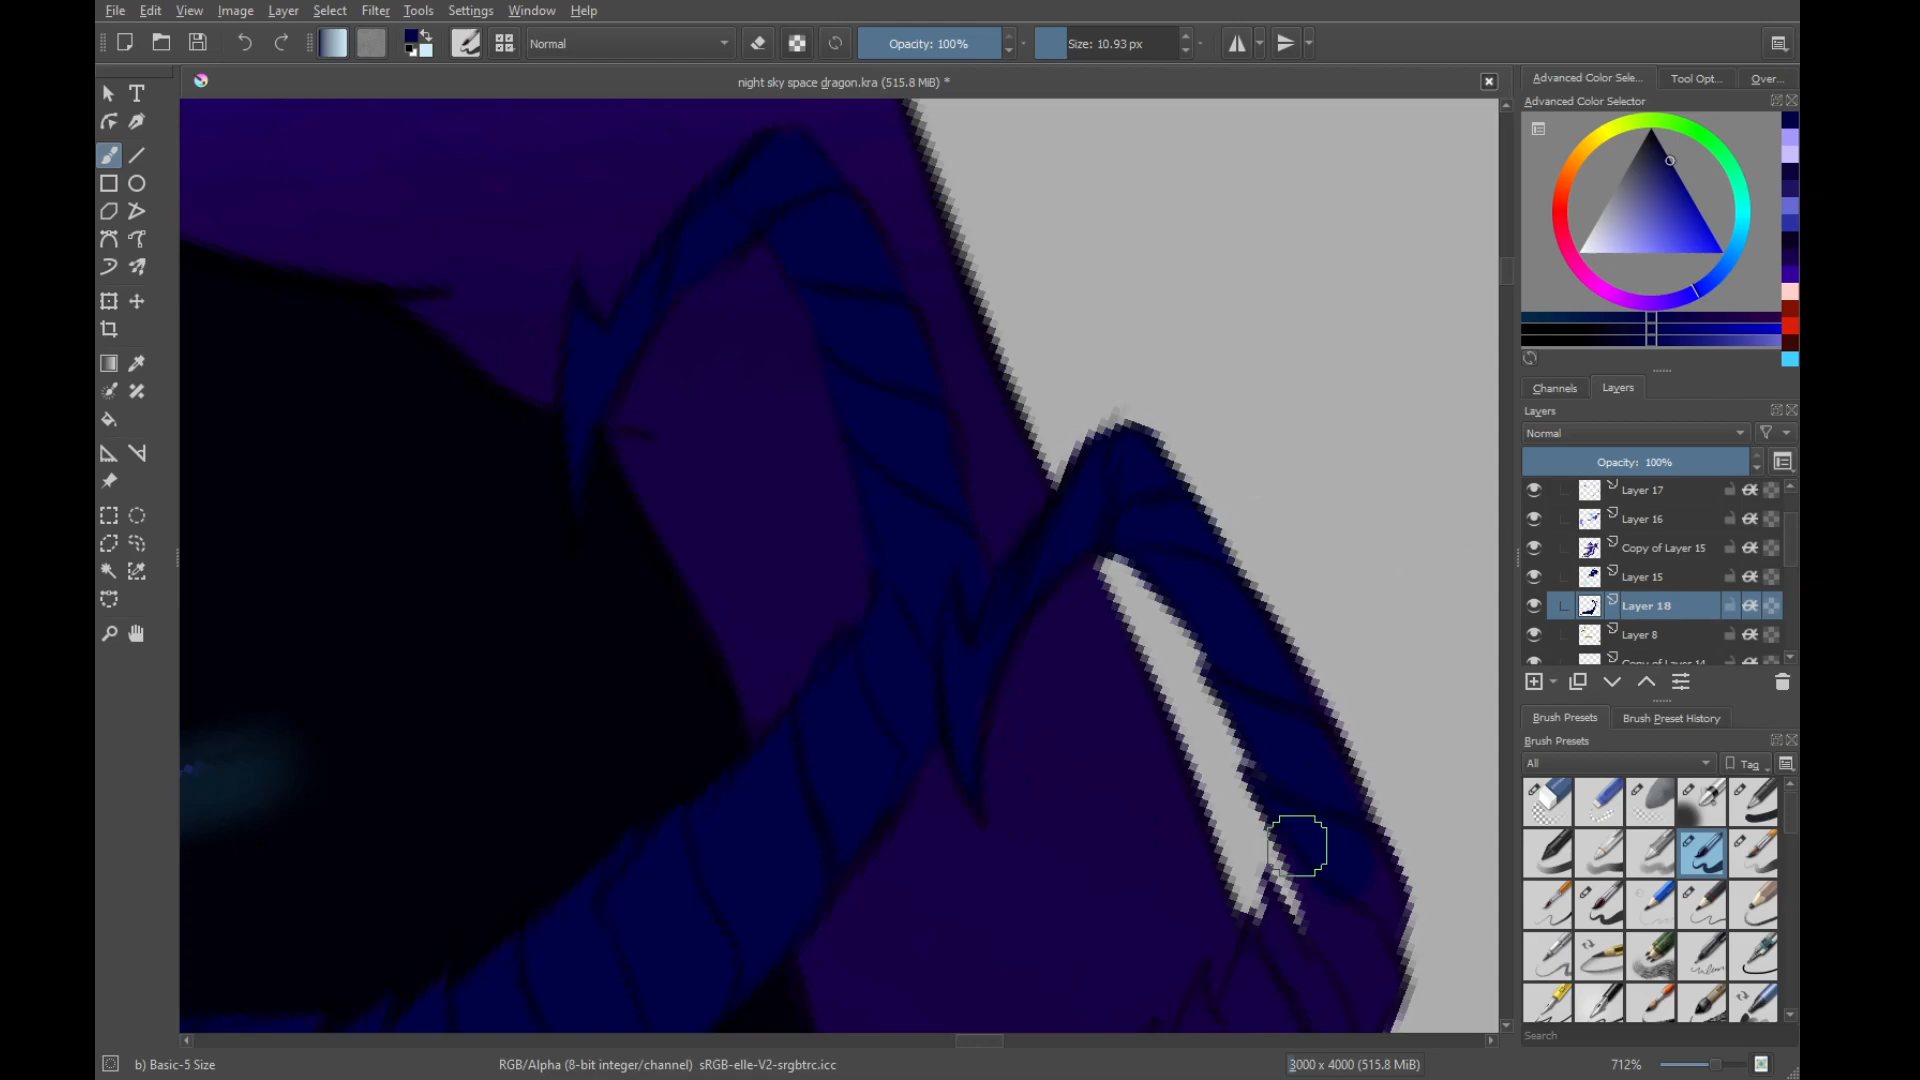 File Edit View Image Layer Select Filter Tools Settings Window Help
Normal
Opacity: 100%
Size: 10.93 px
night sky space dragon.kra (515.8 MiB) *
Advanced Color Sele... Tool Opt... Over...
Advanced Color Selector
Channels Layers
Layers
Normal
Opacity: 100%
Layer 17
Layer 16
Copy of Layer 15
Layer 15
Layer 18
Layer 8
Copy of Layer 14
Brush Presets Brush Preset History
Brush Presets
All
Tag
Search
b) Basic-5 Size
RGB/Alpha (8-bit integer/channel) sRGB-elle-V2-srgbtrc.icc
3000 x 4000 (515.8 MiB)
712%